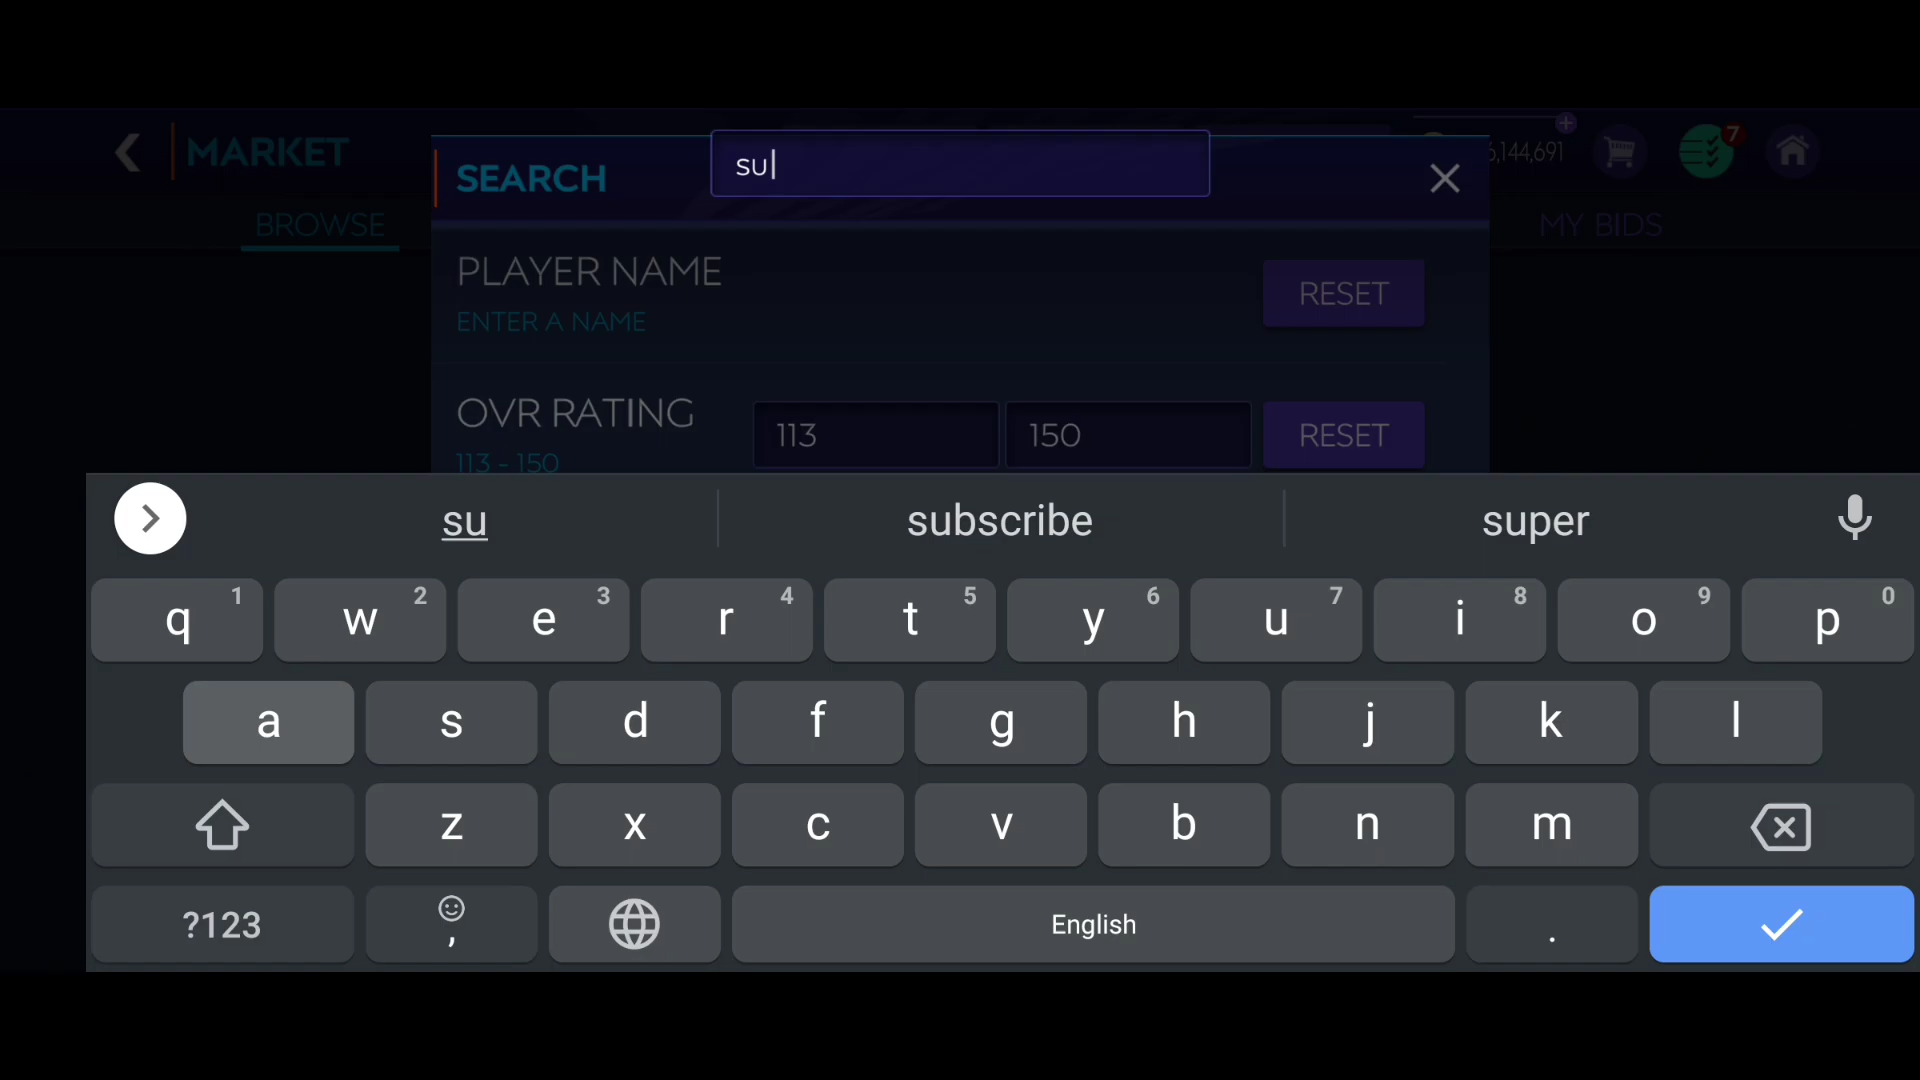 MARKET
7
6,144,691
SEARCH
su
BROWSE
MY BIDS
PLAYER NAME
RESET
ENTER A NAME
OVR RATING
113
150
RESET
113 - 150
su
subscribe
super
q 1 w 2 e 3 r 4 t 5 y 6 u 7 i 8 o 9 p 0
a s d f g h j k l
z x c v b n m
?123 , English .